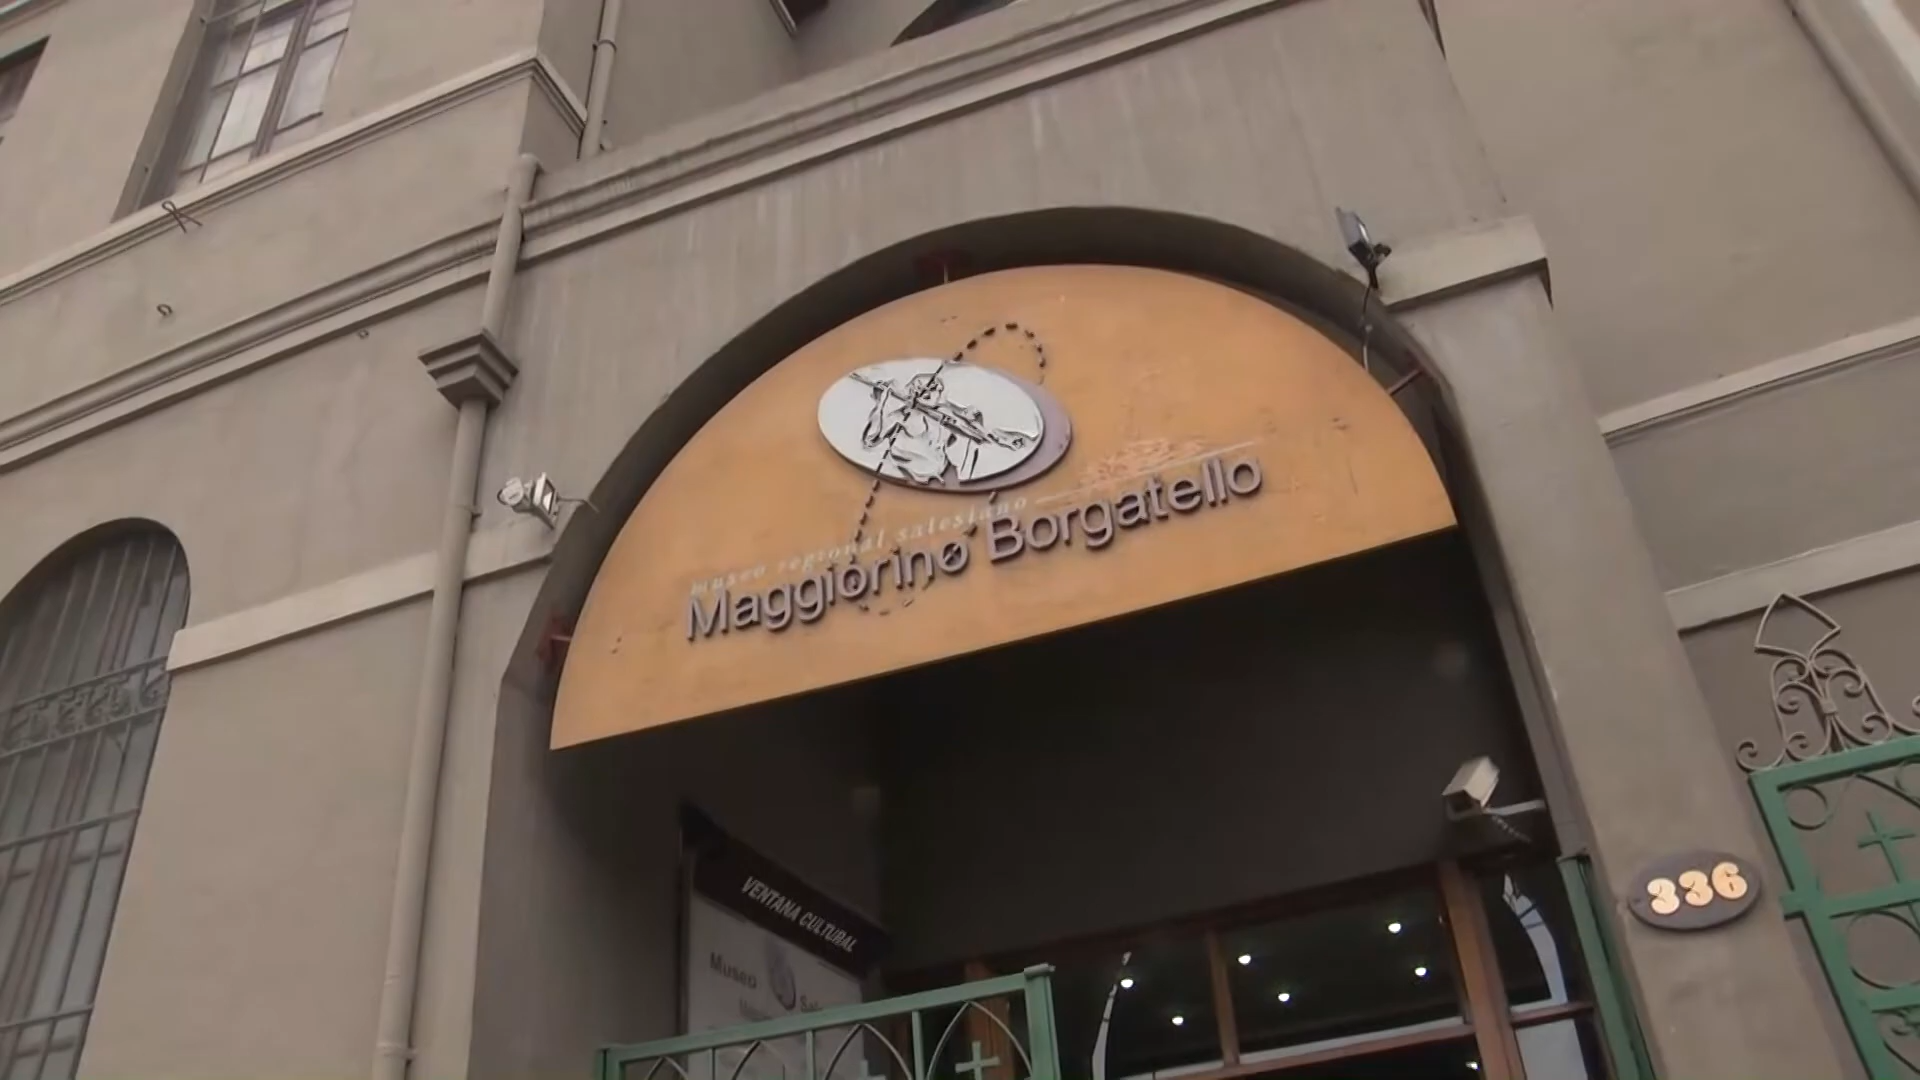 museo regional salesiano
Maggiorino Borgatello
VENTANA CULTURAL
Museo
336